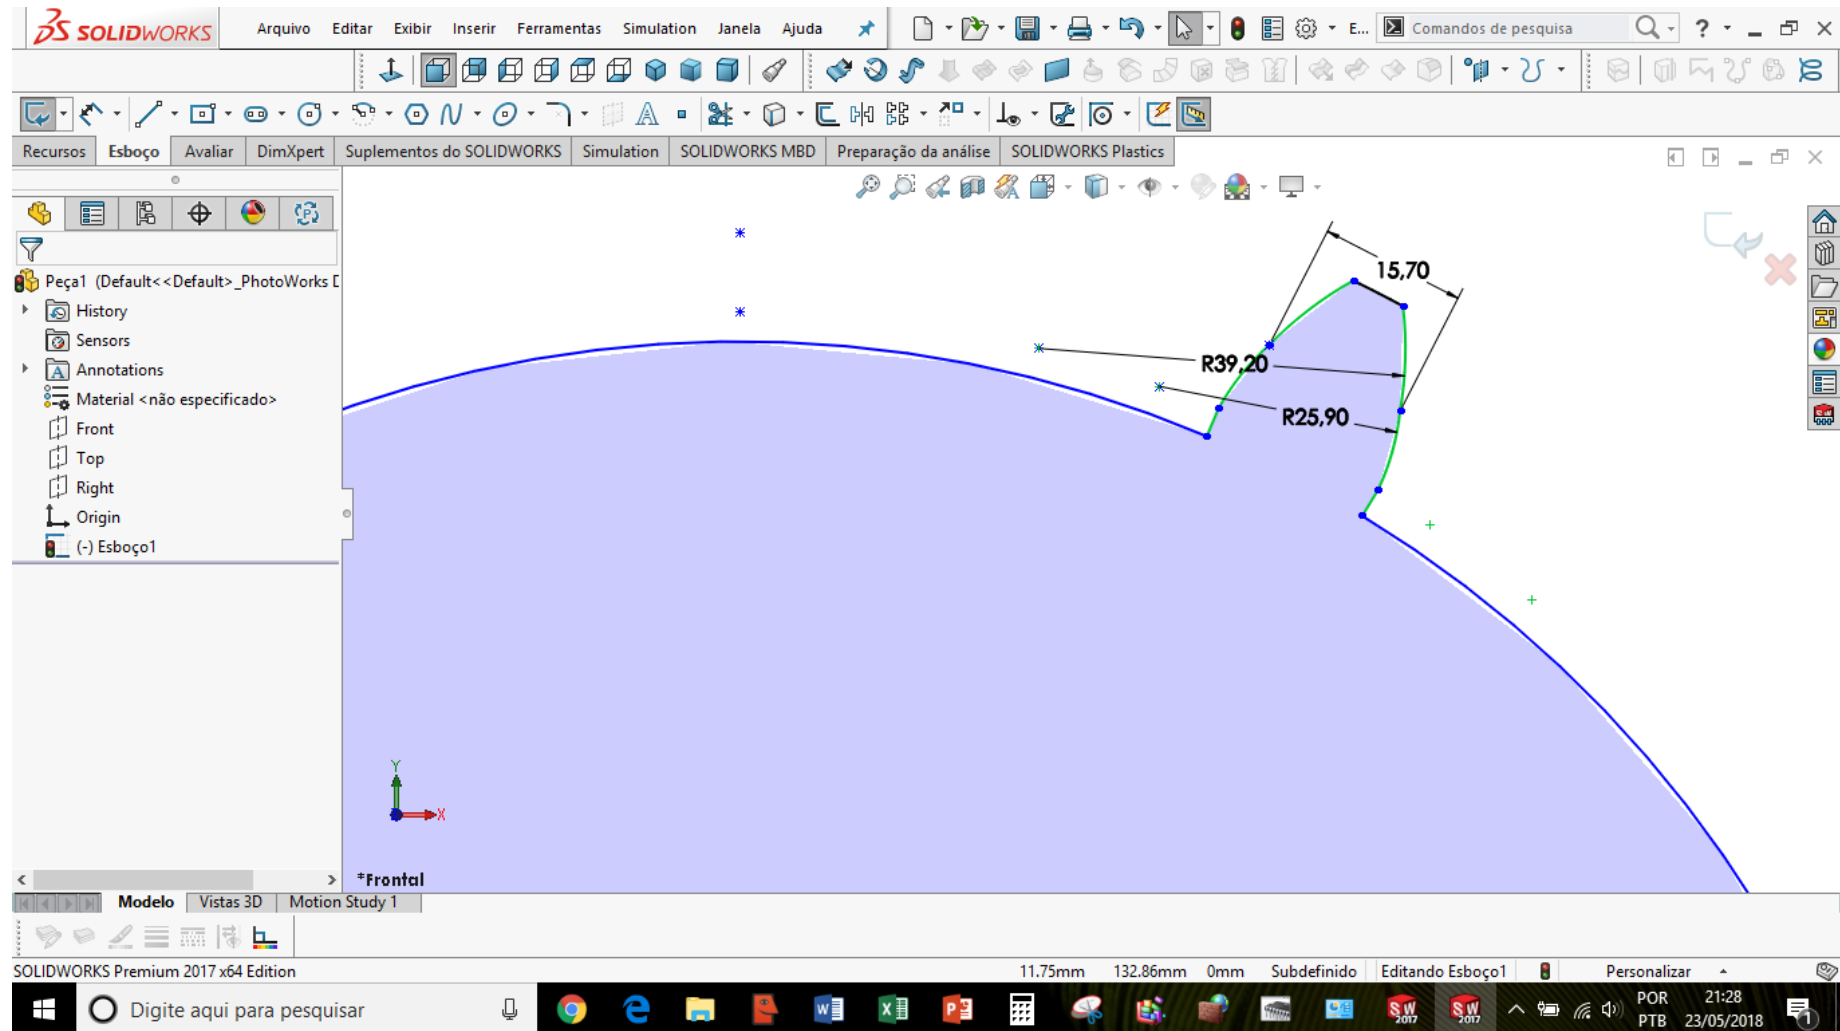 SOLIDWORKS Arquivo Editar Exibir Inserir Ferramentas Simulation Janela Ajuda E... Comandos de pesquisa ?
Recursos Esboço Avaliar DimXpert Suplementos do SOLIDWORKS Simulation SOLIDWORKS MBD Preparação da análise SOLIDWORKS Plastics
Peça1 (Default<<Default>_PhotoWorks D
History
Sensors
Annotations
Material <não especificado>
Front
Top
Right
Origin
(-) Esboço1
15,70
R39,20
R25,90
Y
X
*Frontal
Modelo Vistas 3D Motion Study 1
SOLIDWORKS Premium 2017 x64 Edition 11.75mm 132.86mm 0mm Subdefinido Editando Esboço1 Personalizar
Digite aqui para pesquisar
POR 21:28
PTB 23/05/2018